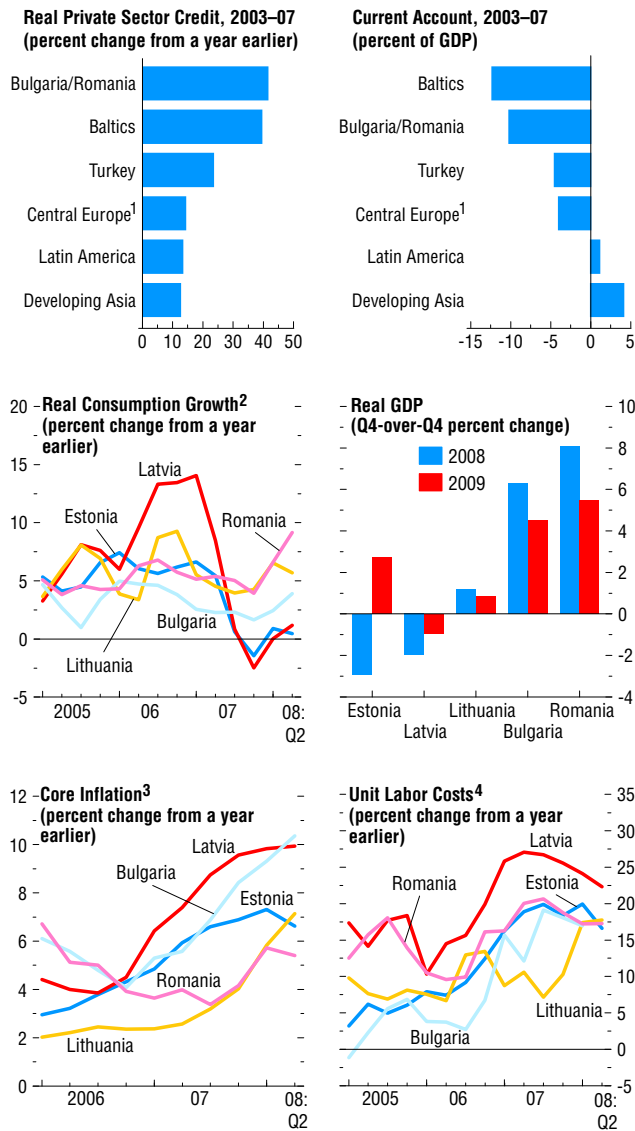 Real Private Sector Credit, 2003–07
(percent change from a year earlier)
Bulgaria/Romania
Baltics
Turkey
Central Europe1
Latin America
Developing Asia
0 10 20 30 40 50
Current Account, 2003–07
(percent of GDP)
Baltics
Bulgaria/Romania
Turkey
Central Europe1
Latin America
Developing Asia
-15 -10 -5 0 5
Real Consumption Growth2
(percent change from a year
earlier)
20
15
10
5
0
-5
Latvia
Estonia
Romania
Bulgaria
Lithuania
2005 06 07 08:
Q2
Real GDP
(Q4-over-Q4 percent change)
2008
2009
10
8
6
4
2
0
-2
-4
Estonia
Latvia
Lithuania
Bulgaria
Romania
Core Inflation3
(percent change from a year
earlier)
12
10
8
6
4
2
0
Latvia
Bulgaria
Estonia
Romania
Lithuania
2006 07 08:
Q2
Unit Labor Costs4
(percent change from a year
earlier)
35
30
25
20
15
10
5
0
-5
Latvia
Romania
Estonia
Lithuania
Bulgaria
2005 06 07 08:
Q2